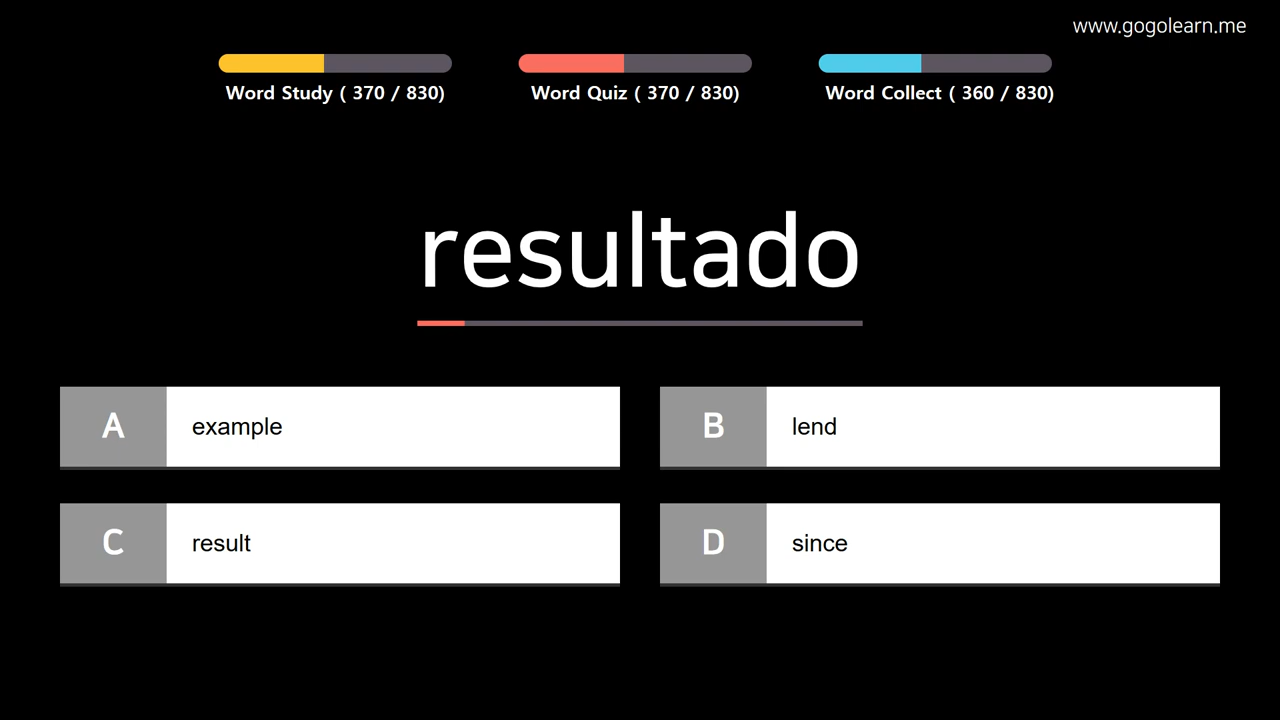 www.gogolearn.me
Word Study ( 370 / 830)
Word Quiz ( 370 / 830)
Word Collect ( 360 / 830)
resultado
A example
B lend
C result
D since